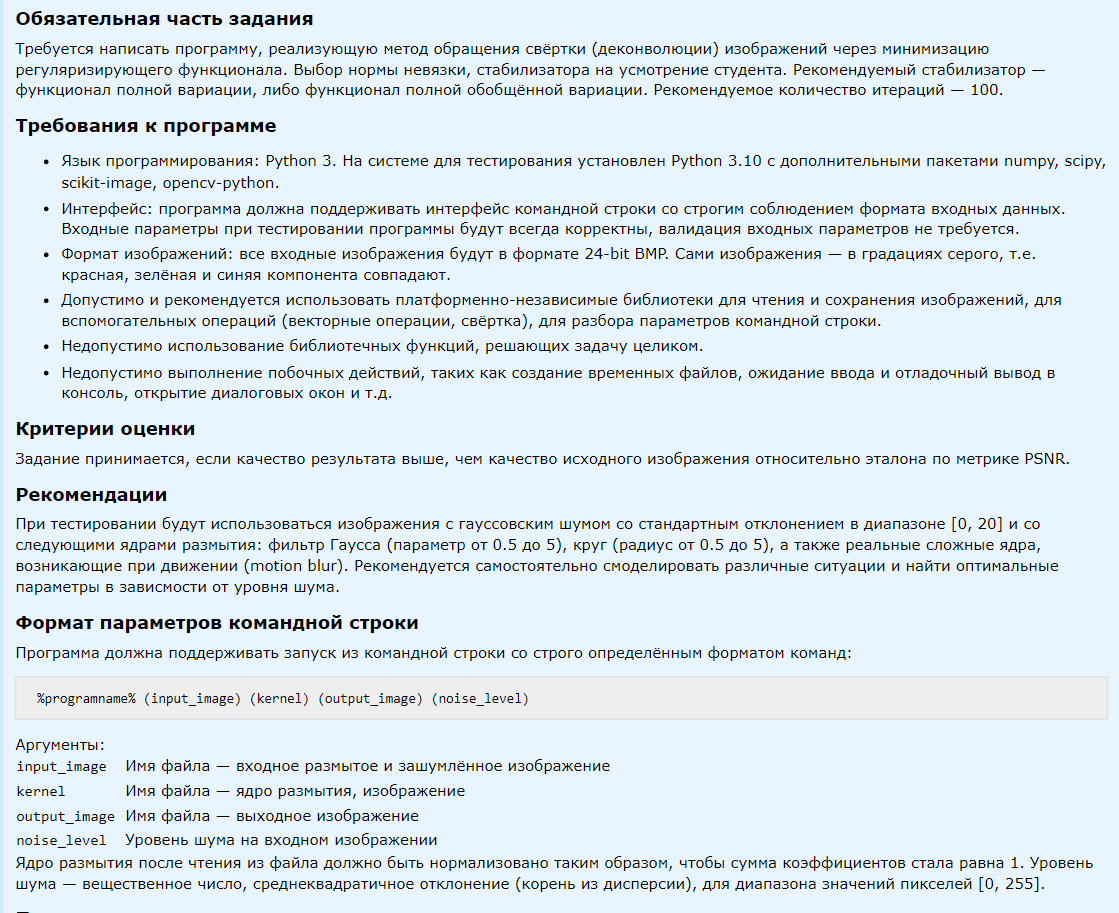 Обязательная часть задания
Требуется написать программу, реализующую метод обращения свёртки (деконволюции) изображений через минимизацию
регуляризирующего функционала. Выбор нормы невязки, стабилизатора на усмотрение студента. Рекомендуемый стабилизатор —
функционал полной вариации, либо функционал полной обобщённой вариации. Рекомендуемое количество итераций — 100.
Требования к программе
• Язык программирования: Python 3. На системе для тестирования установлен Python 3.10 с дополнительными пакетами numpy, scipy,
scikit-image, opencv-python.
• Интерфейс: программа должна поддерживать интерфейс командной строки со строгим соблюдением формата входных данных.
Входные параметры при тестировании программы будут всегда корректны, валидация входных параметров не требуется.
• Формат изображений: все входные изображения будут в формате 24-bit BMP. Сами изображения — в градациях серого, т.е.
красная, зелёная и синяя компонента совпадают.
• Допустимо и рекомендуется использовать платформенно-независимые библиотеки для чтения и сохранения изображений, для
вспомогательных операций (векторные операции, свёртка), для разбора параметров командной строки.
• Недопустимо использование библиотечных функций, решающих задачу целиком.
• Недопустимо выполнение побочных действий, таких как создание временных файлов, ожидание ввода и отладочный вывод в
консоль, открытие диалоговых окон и т.д.
Критерии оценки
Задание принимается, если качество результата выше, чем качество исходного изображения относительно эталона по метрике PSNR.
Рекомендации
При тестировании будут использоваться изображения с гауссовским шумом со стандартным отклонением в диапазоне [0, 20] и со
следующими ядрами размытия: фильтр Гаусса (параметр от 0.5 до 5), круг (радиус от 0.5 до 5), а также реальные сложные ядра,
возникающие при движении (motion blur). Рекомендуется самостоятельно смоделировать различные ситуации и найти оптимальные
параметры в зависмости от уровня шума.
Формат параметров командной строки
Программа должна поддерживать запуск из командной строки со строго определённым форматом команд:
%programname% (input_image) (kernel) (output_image) (noise_level)
Аргументы:
input_image Имя файла — входное размытое и зашумлённое изображение
kernel Имя файла — ядро размытия, изображение
output_image Имя файла — выходное изображение
noise_level Уровень шума на входном изображении
Ядро размытия после чтения из файла должно быть нормализовано таким образом, чтобы сумма коэффициентов стала равна 1. Уровень
шума — вещественное число, среднеквадратичное отклонение (корень из дисперсии), для диапазона значений пикселей [0, 255].